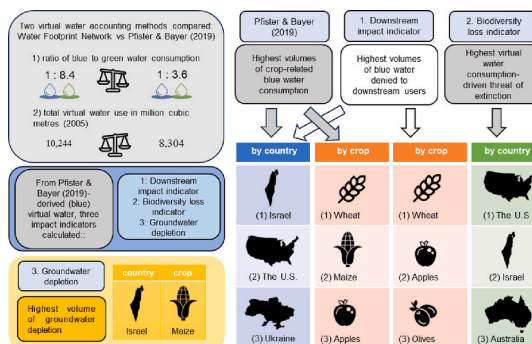 Two virtual water accounting methods compared:
Water Footprint Network vs Pfister & Bayer (2019)
1) ratio of blue to green water consumption
1 : 8.4
1 : 3.6
2) total virtual water use in million cubic
metres (2005)
10,244
8,304
From Pfister &
Bayer (2019)-
derived (blue)
virtual water, three
impact indicators
calculated::
1: Downstream
impact indicator
2: Biodiversity loss
indicator
3: Groundwater
depletion
3. Groundwater
depletion
Highest volume
of groundwater
depletion
country
crop
Israel
Maize
Pfister & Bayer
(2019)
1. Downstream
impact indicator
2. Biodiversity
loss indicator
Highest volumes
of crop-related
blue water
consumption
Highest volumes
of blue water
denied to
downstream users
Highest virtual
water
consumption-
driven threat of
extinction
by country
by crop
by crop
by country
(1) Israel
(1) Wheat
(1) Wheat
(1) The U.S
(2) The U.S.
(2) Maize
(2) Apples
(2) Israel
(3) Ukraine
(3) Apples
(3) Olives
(3) Australia